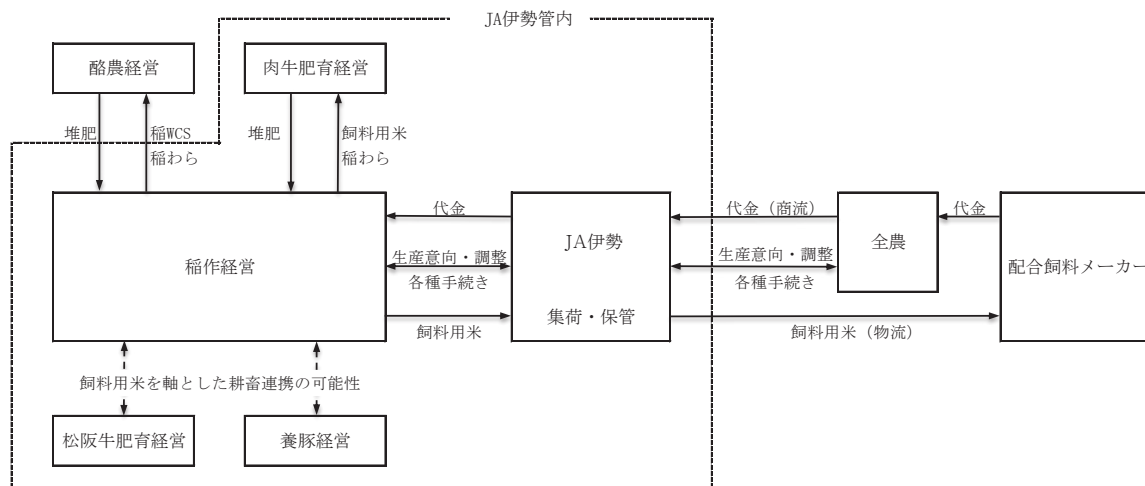 JA伊勢管内
酪農経営
肉牛肥育経営
堆肥
稲WCS
稲わら
堆肥
飼料用米
稲わら
稲作経営
代金
生産意向・調整
各種手続き
飼料用米
JA伊勢
集荷・保管
代金（商流）
生産意向・調整
各種手続き
飼料用米（物流）
全農
代金
配合飼料メーカー
飼料用米を軸とした耕畜連携の可能性
松阪牛肥育経営
養豚経営